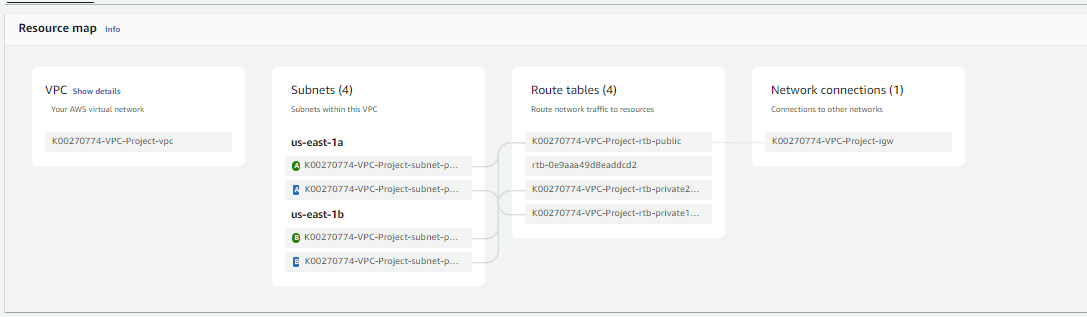 Resource map Info
VPC Show details
Your AWS virtual network
K00270774-VPC-Project-vpc
Subnets (4)
Subnets within this VPC
us-east-1a
A K00270774-VPC-Project-subnet-p...
A K00270774-VPC-Project-subnet-p...
us-east-1b
B K00270774-VPC-Project-subnet-p...
B K00270774-VPC-Project-subnet-p...
Route tables (4)
Route network traffic to resources
K00270774-VPC-Project-rtb-public
rtb-0e9aaa49d8eaddcd2
K00270774-VPC-Project-rtb-private2...
K00270774-VPC-Project-rtb-private1...
Network connections (1)
Connections to other networks
K00270774-VPC-Project-igw